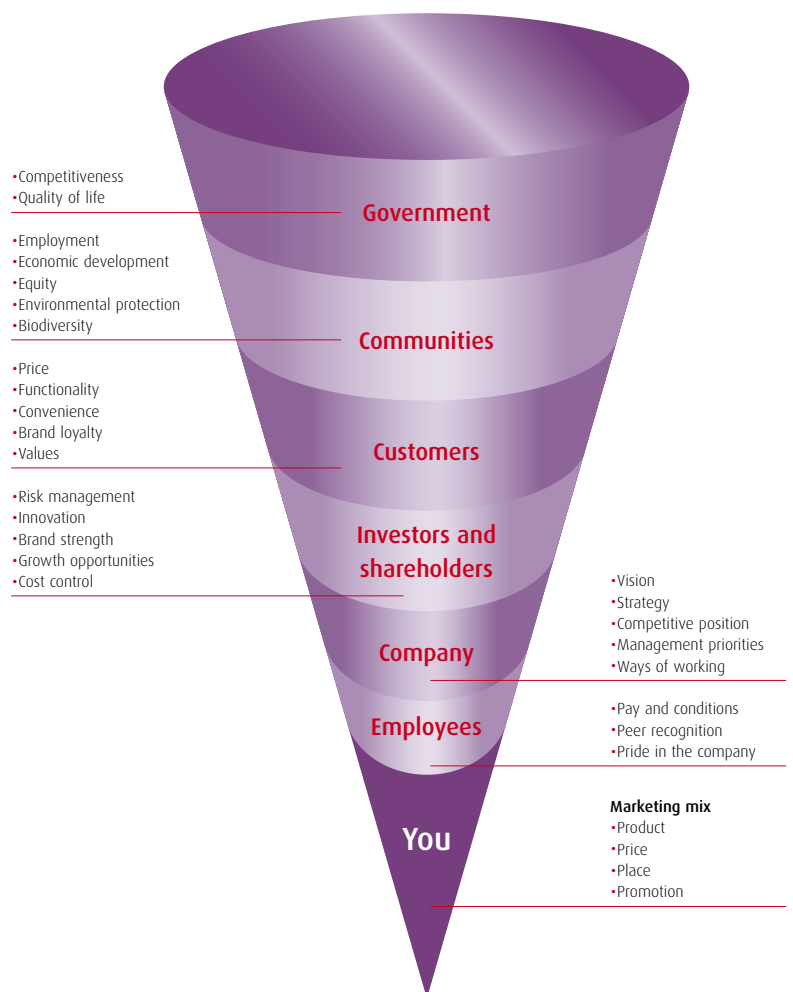 •Competitiveness
•Quality of life
Government
•Employment
•Economic development
•Equity
•Environmental protection
•Biodiversity
Communities
•Price
•Functionality
•Convenience
•Brand loyalty
•Values
Customers
•Risk management
•Innovation
•Brand strength
•Growth opportunities
•Cost control
Investors and
shareholders
•Vision
•Strategy
•Competitive position
•Management priorities
•Ways of working
Company
•Pay and conditions
•Peer recognition
•Pride in the company
Employees
Marketing mix
•Product
•Price
•Place
•Promotion
You